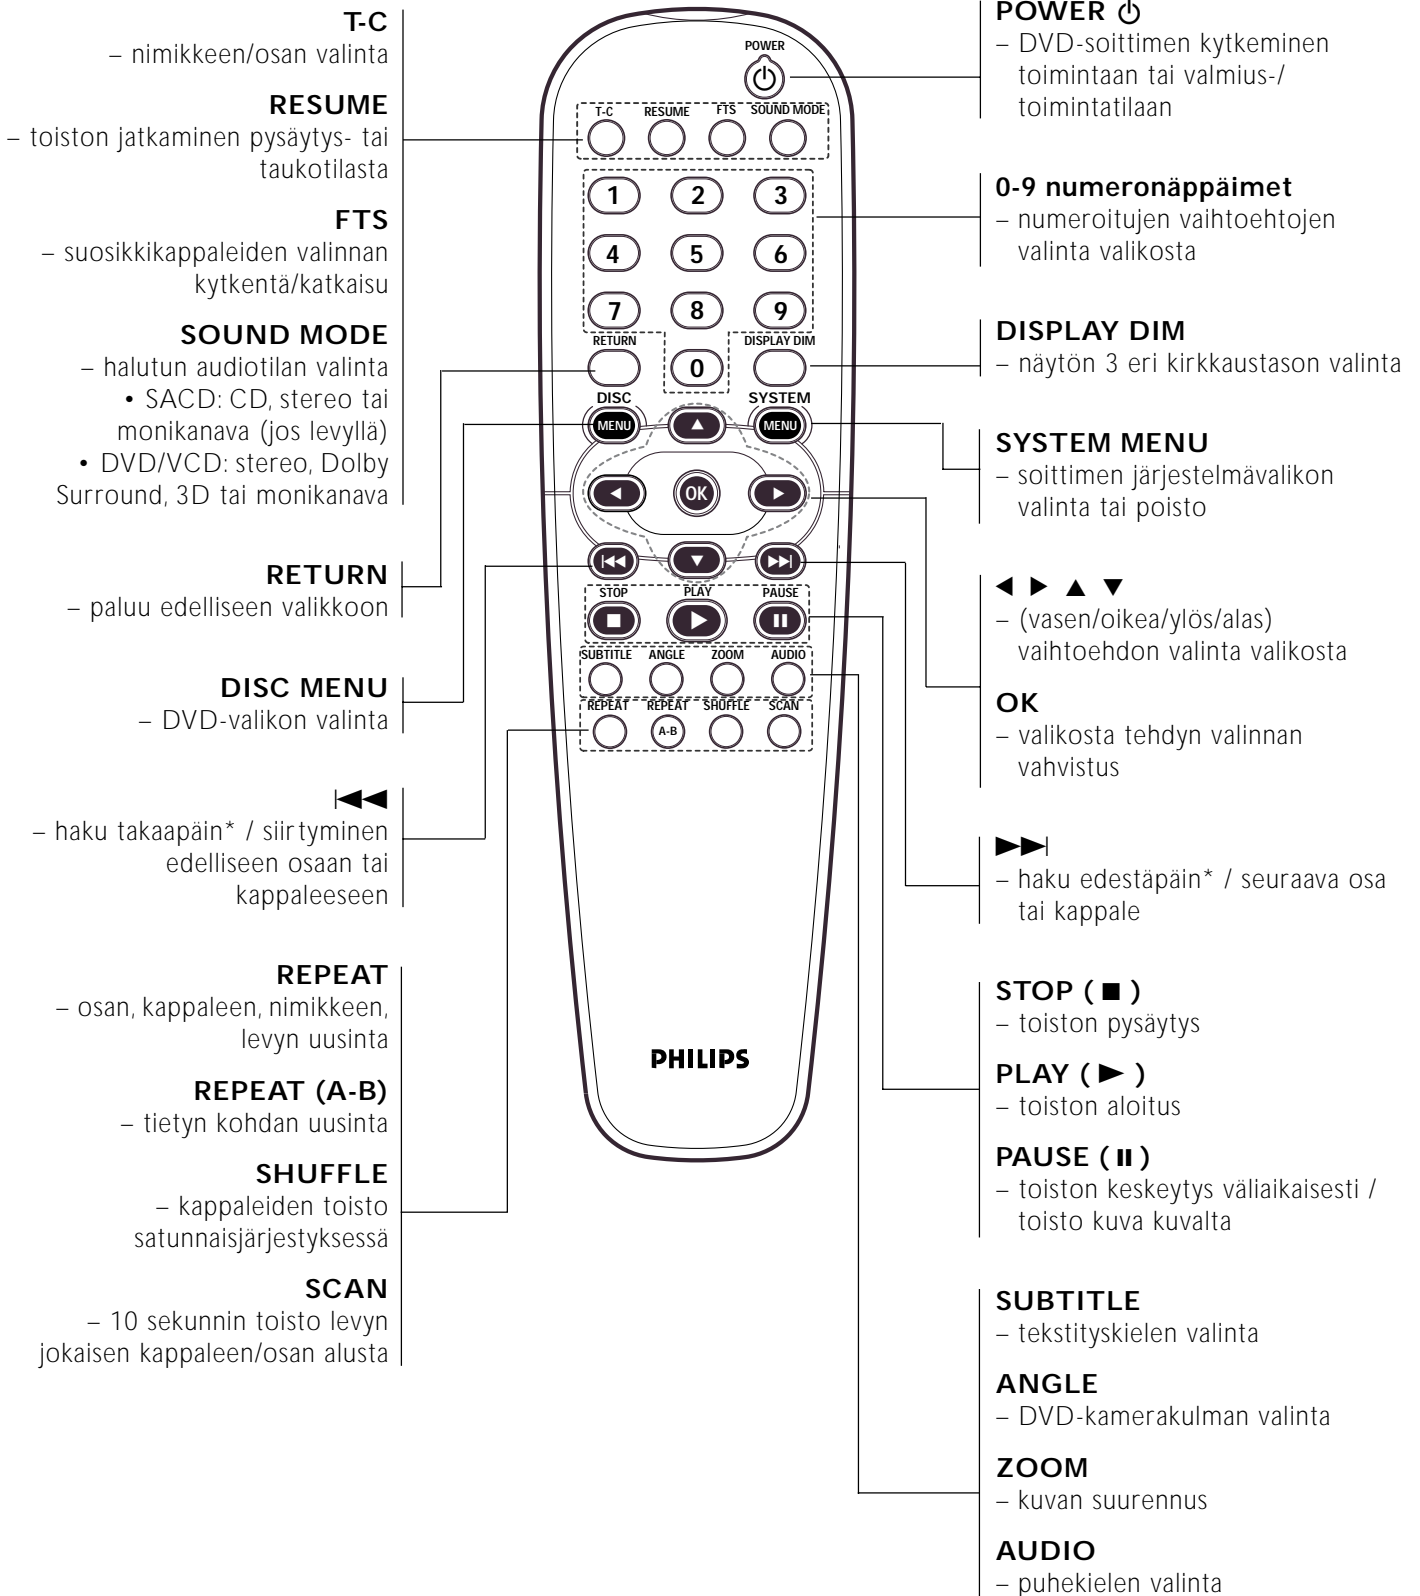 T-C
– nimikkeen/osan valinta
RESUME
– toiston jatkaminen pysäytys- tai
taukotilasta
FTS
– suosikkikappaleiden valinnan
kytkentä/katkaisu
SOUND MODE
– halutun audiotilan valinta
• SACD: CD, stereo tai
monikanava (jos levyllä)
• DVD/VCD: stereo, Dolby
Surround, 3D tai monikanava
RETURN
– paluu edelliseen valikkoon
DISC MENU
– DVD-valikon valinta
– haku takaapäin* / siirtyminen
edelliseen osaan tai
kappaleeseen
REPEAT
– osan, kappaleen, nimikkeen,
levyn uusinta
REPEAT (A-B)
– tietyn kohdan uusinta
SHUFFLE
– kappaleiden toisto
satunnaisjärjestyksessä
SCAN
– 10 sekunnin toisto levyn
jokaisen kappaleen/osan alusta
POWER
T-C RESUME FTS SOUND MODE
1 2 3
4 5 6
7 8 9
RETURN 0 DISPLAY DIM
DISC SYSTEM
MENU MENU
OK
STOP PLAY PAUSE
SUBTITLE ANGLE ZOOM AUDIO
REPEAT REPEAT SHUFFLE SCAN
A-B
PHILIPS
POWER
– DVD-soittimen kytkeminen
toimintaan tai valmius-/
toimintatilaan
0-9 numeronäppäimet
– numeroitujen vaihtoehtojen
valinta valikosta
DISPLAY DIM
– näytön 3 eri kirkkaustason valinta
SYSTEM MENU
– soittimen järjestelmävalikon
valinta tai poisto
◀ ▶ ▲ ▼
– (vasen/oikea/ylös/alas)
vaihtoehdon valinta valikosta
OK
– valikosta tehdyn valinnan
vahvistus
– haku edestäpäin* / seuraava osa
tai kappale
STOP ( ■ )
– toiston pysäytys
PLAY ( ▶ )
– toiston aloitus
PAUSE ( II )
– toiston keskeytys väliaikaisesti /
toisto kuva kuvalta
SUBTITLE
– tekstityskielen valinta
ANGLE
– DVD-kamerakulman valinta
ZOOM
– kuvan suurennus
AUDIO
– puhekielen valinta